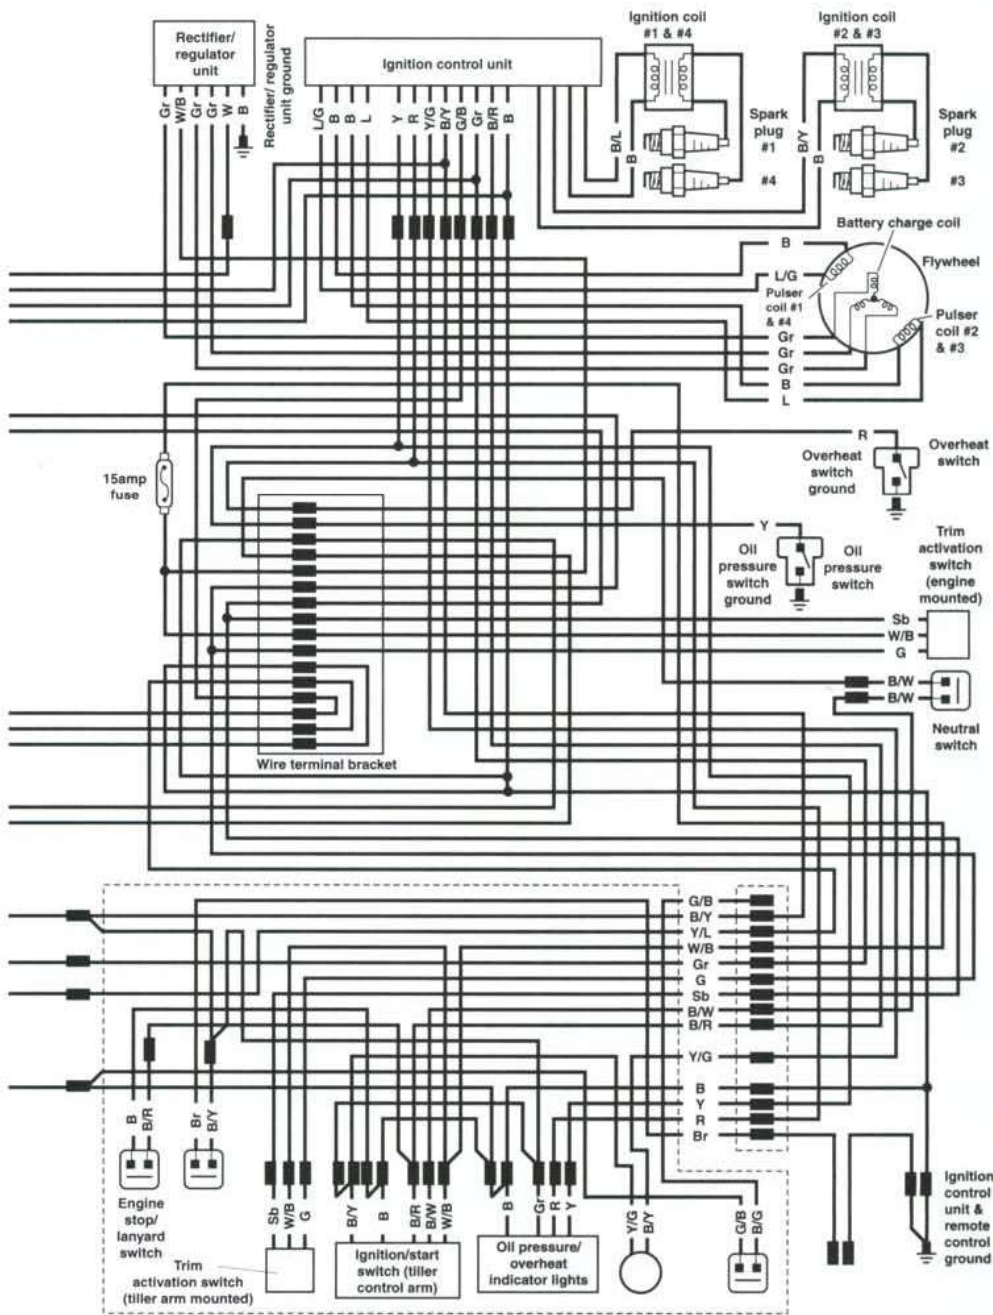 Rectifier/
regulator
unit
Rectifier/ regulator
unit ground
Ignition control unit
Ignition coil
#1 & #4
Ignition coil
#2 & #3
Gr
W/B
Gr
Gr
W
B
L/G
B
B
L
Y
R
Y/G
B/Y
G/B
Gr
B/R
B
B/L
B
Spark
plug
#1
#4
B/Y
B
Spark
plug
#2
#3
Battery charge coil
B
Flywheel
L/G
Pulser
coil #1
& #4
Pulser
coil #2
& #3
Gr
Gr
Gr
B
L
R
Overheat
switch
ground
Overheat
switch
15amp
fuse
Y
Oil
pressure
switch
ground
Oil
pressure
switch
Trim
activation
switch
(engine
mounted)
Sb
W/B
G
B/W
B/W
Neutral
switch
Wire terminal bracket
G/B
B/Y
Y/L
W/B
Gr
G
Sb
B/W
B/R
Y/G
B
Y
R
Br
B
B/R
Br
B/Y
Engine
stop/
lanyard
switch
Sb
W/B
G
Trim
activation switch
(tiller arm mounted)
B/Y
B
B/R
B/W
W/B
Ignition/start
switch (tiller
control arm)
B
Gr
R
Y
Oil pressure/
overheat
indicator lights
Y/G
B/Y
G/B
B/G
Ignition
control
unit &
remote
control
ground